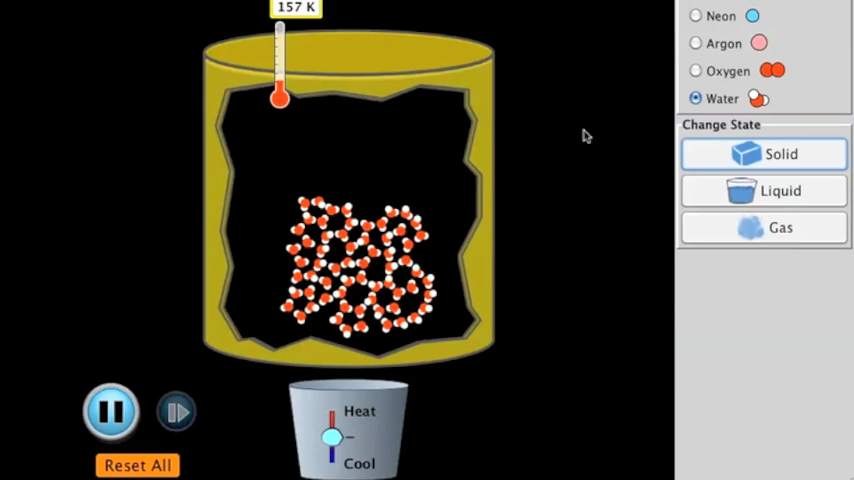 157 K
Neon
Argon
Oxygen
Water
Change State
Solid
Liquid
Gas
Heat
Cool
Reset All